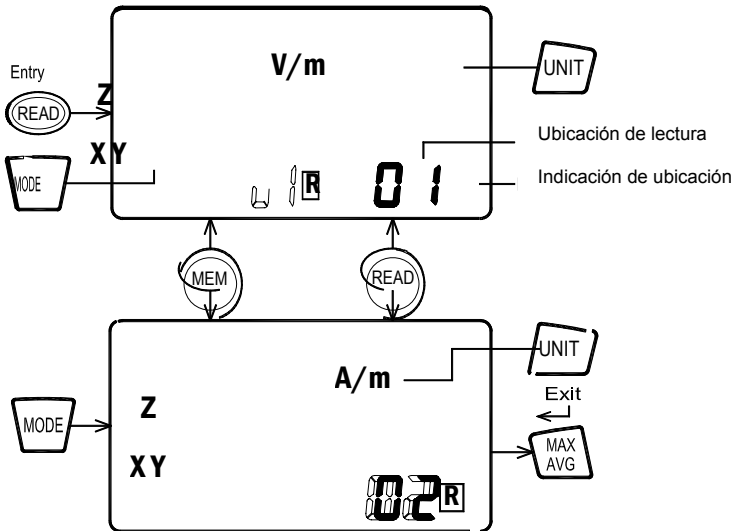 V/m
UNIT
Entry
Z
READ
Ubicación de lectura
XY
MODE
Indicación de ubicación
R
01
MEM
READ
A/m
UNIT
Exit
MODE
Z
MAX
AVG
XY
02
R